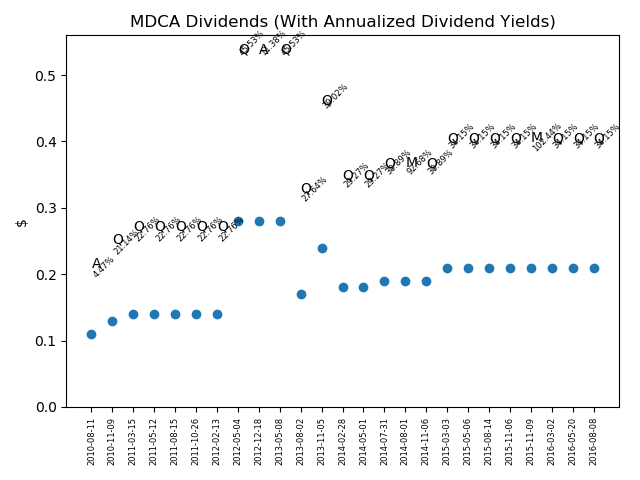 MDCA Dividends (With Annualized Dividend Yields)
$
0.5
0.4
0.3
0.2
0.1
0.0
A
4.47%
Q
21.14%
Q
22.76%
Q
22.76%
Q
22.76%
Q
22.76%
Q
22.76%
Q
A
11.38%
Q
Q
27.64%
Q
39.02%
Q
29.27%
Q
29.27%
Q
30.89%
M
92.68%
Q
30.89%
Q
34.15%
Q
34.15%
Q
34.15%
Q
34.15%
M
102.44%
Q
34.15%
Q
34.15%
Q
34.15%
2010-08-11
2010-11-09
2011-03-15
2011-05-12
2011-08-15
2011-10-26
2012-02-13
2012-05-04
2012-12-18
2013-05-08
2013-08-02
2013-11-05
2014-02-28
2014-05-01
2014-07-31
2014-08-01
2014-11-06
2015-03-03
2015-05-06
2015-08-14
2015-11-06
2015-11-09
2016-03-02
2016-05-20
2016-08-08